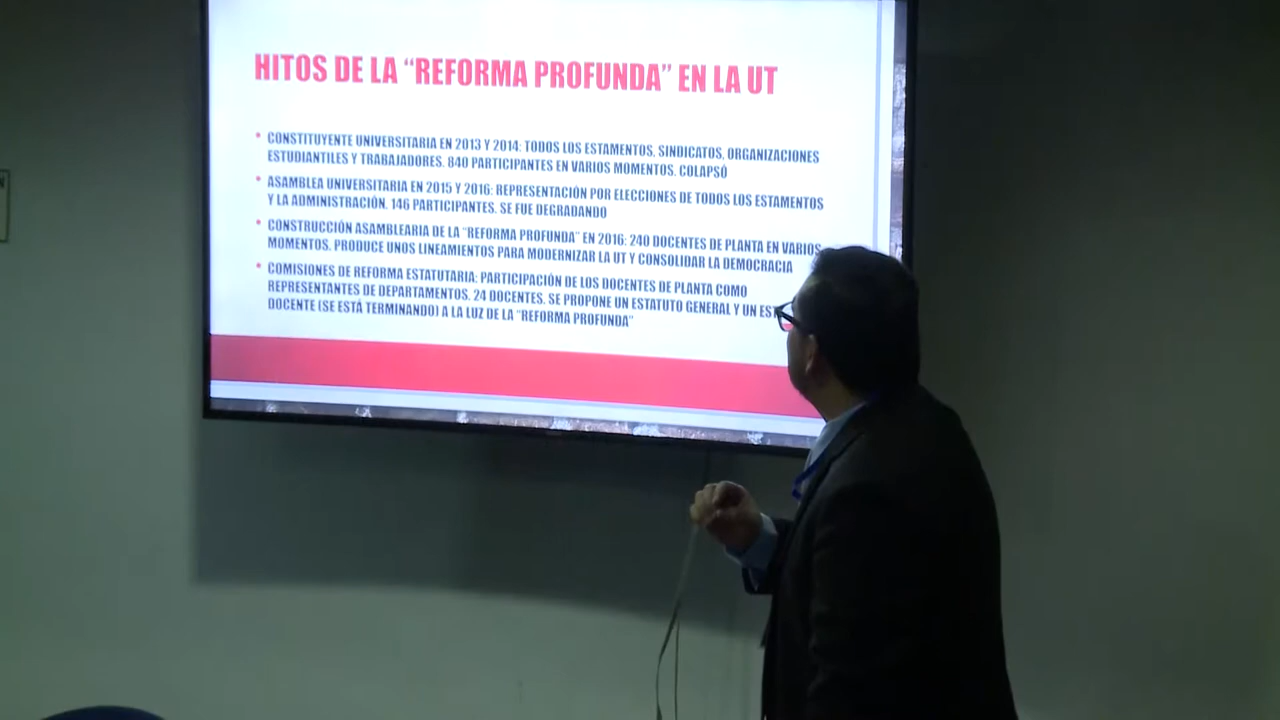 HITOS DE LA “REFORMA PROFUNDA” EN LA UT
• CONSTITUYENTE UNIVERSITARIA EN 2013 Y 2014: TODOS LOS ESTAMENTOS, SINDICATOS, ORGANIZACIONES
ESTUDIANTILES Y TRABAJADORES. 840 PARTICIPANTES EN VARIOS MOMENTOS. COLAPSÓ
• ASAMBLEA UNIVERSITARIA EN 2015 Y 2016: REPRESENTACIÓN POR ELECCIONES DE TODOS LOS ESTAMENTOS
Y LA ADMINISTRACIÓN. 146 PARTICIPANTES. SE FUE DEGRADANDO
• CONSTRUCCIÓN ASAMBLEARIA DE LA “REFORMA PROFUNDA” EN 2016: 240 DOCENTES DE PLANTA EN VARIOS
MOMENTOS. PRODUCE UNOS LINEAMIENTOS PARA MODERNIZAR LA UT Y CONSOLIDAR LA DEMOCRACIA
• COMISIONES DE REFORMA ESTATUTARIA: PARTICIPACIÓN DE LOS DOCENTES DE PLANTA COMO
REPRESENTANTES DE DEPARTAMENTOS. 24 DOCENTES. SE PROPONE UN ESTATUTO GENERAL Y UN
DOCENTE (SE ESTÁ TERMINANDO) A LA LUZ DE LA “REFORMA PROFUNDA”